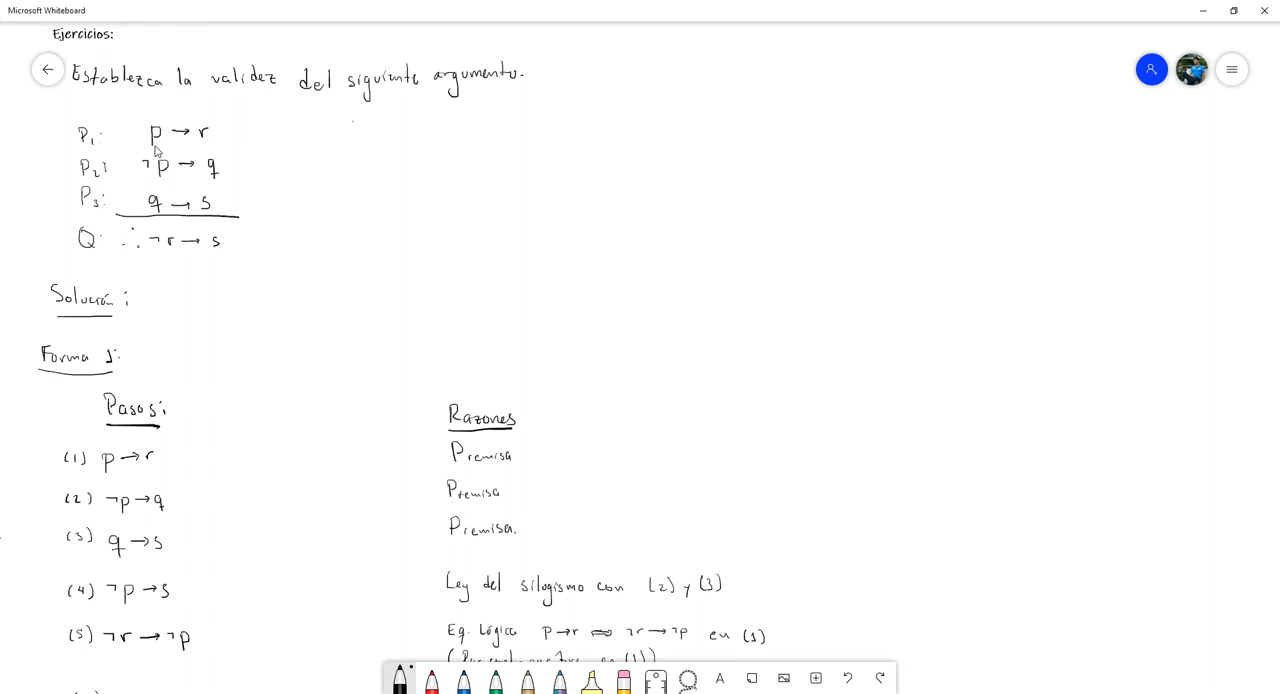 Microsoft Whiteboard
Ejercicios:
Establezca la validez del siguiente argumento.
P₁: p → r
P₂: ¬p → q
P₃: q → s
Q: ∴ ¬r → s
Solución:
Forma 1:
Pasos: Razones
(1) p → r Premisa
(2) ¬p → q Premisa
(3) q → s Premisa.
(4) ¬p → s Ley del silogismo con (2) y (3)
(5) ¬r → ¬p Eq. Lógica p → r ⇔ ¬r → ¬p en (1)